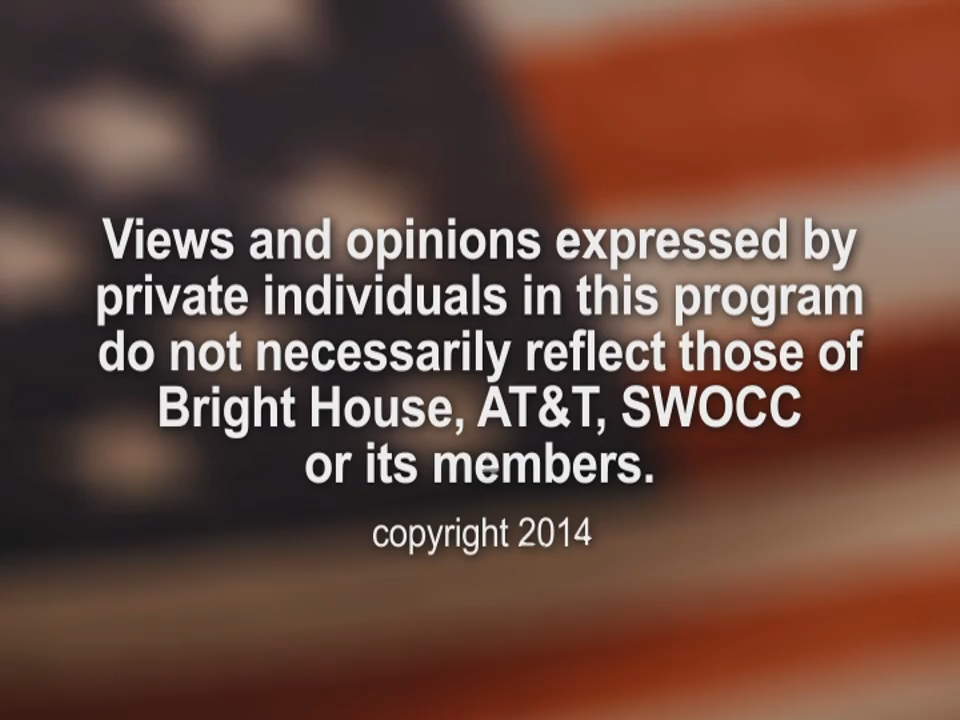 Views and opinions expressed by
private individuals in this program
do not necessarily reflect those of
Bright House, AT&T, SWOCC
or its members.
copyright 2014